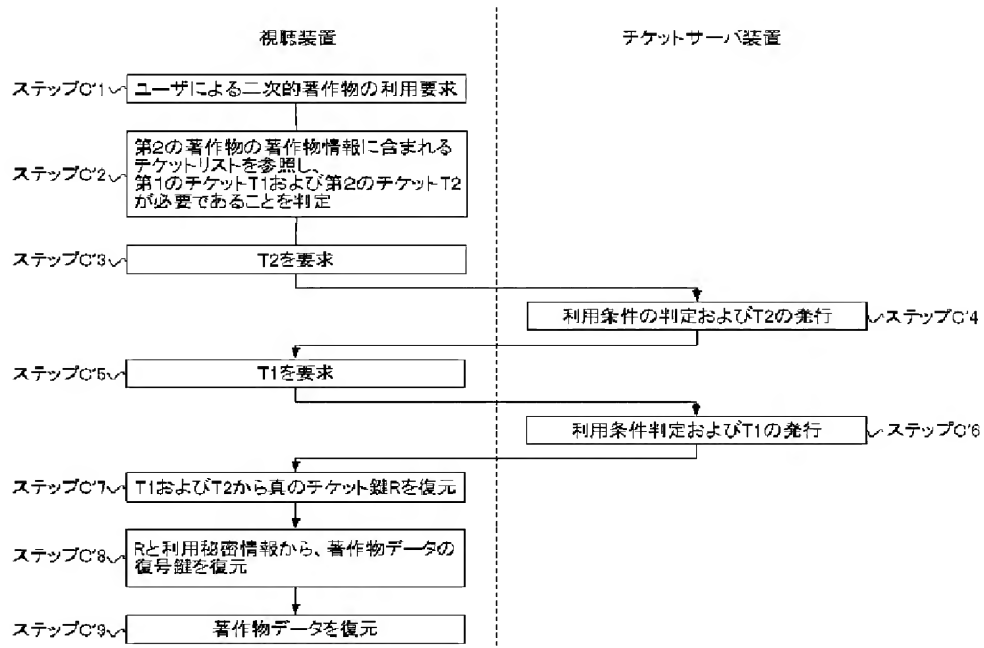 視聴装置
チケットサーバ装置
ステップC'1
ユーザによる二次的著作物の利用要求
ステップC'2
第2の著作物の著作物情報に含まれる
チケットリストを参照し、
第1のチケットT1および第2のチケットT2
が必要であることを判定
ステップC'3
T2を要求
利用条件の判定およびT2の発行
ステップC'4
ステップC'5
T1を要求
利用条件判定およびT1の発行
ステップC'6
ステップC'7
T1およびT2から真のチケット鍵Rを復元
ステップC'8
Rと利用秘密情報から、著作物データの
復号鍵を復元
ステップC'9
著作物データを復元